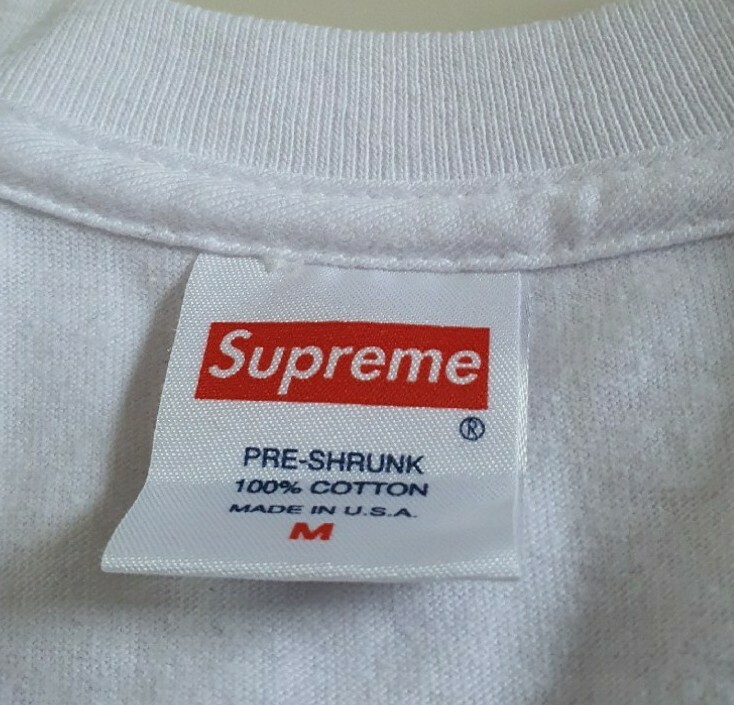 Supreme
®
PRE-SHRUNK
100% COTTON
MADE IN U.S.A.
M